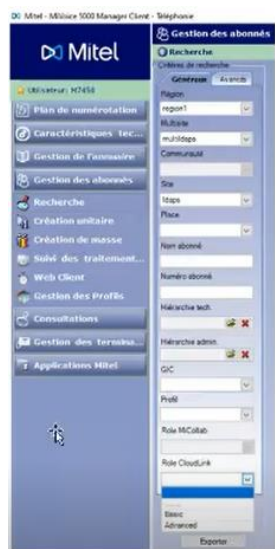 Mitel - MiVoice 5000 Manager Client - Téléphonie
Mitel
Utilisateur: M7450
Plan de numérotation
Caractéristiques tec...
Gestion de l'annuaire
Gestion des abonnés
Recherche
Création unitaire
Création de masse
Suivi des traitement...
Web Client
Gestion des Profils
Consultations
Gestion des termina...
Applications Mitel
Gestion des abonnés
Recherche
Critères de recherche
Généraux
Avancés
Région
region1
Multisite
multildaps
Communauté
Site
ldaps
Place
Nom abonné
Numéro abonné
Hiérarchie tech.
Hiérarchie admin.
GIC
Profil
Role MiCollab
Role CloudLink
Basic
Advanced
Exporter